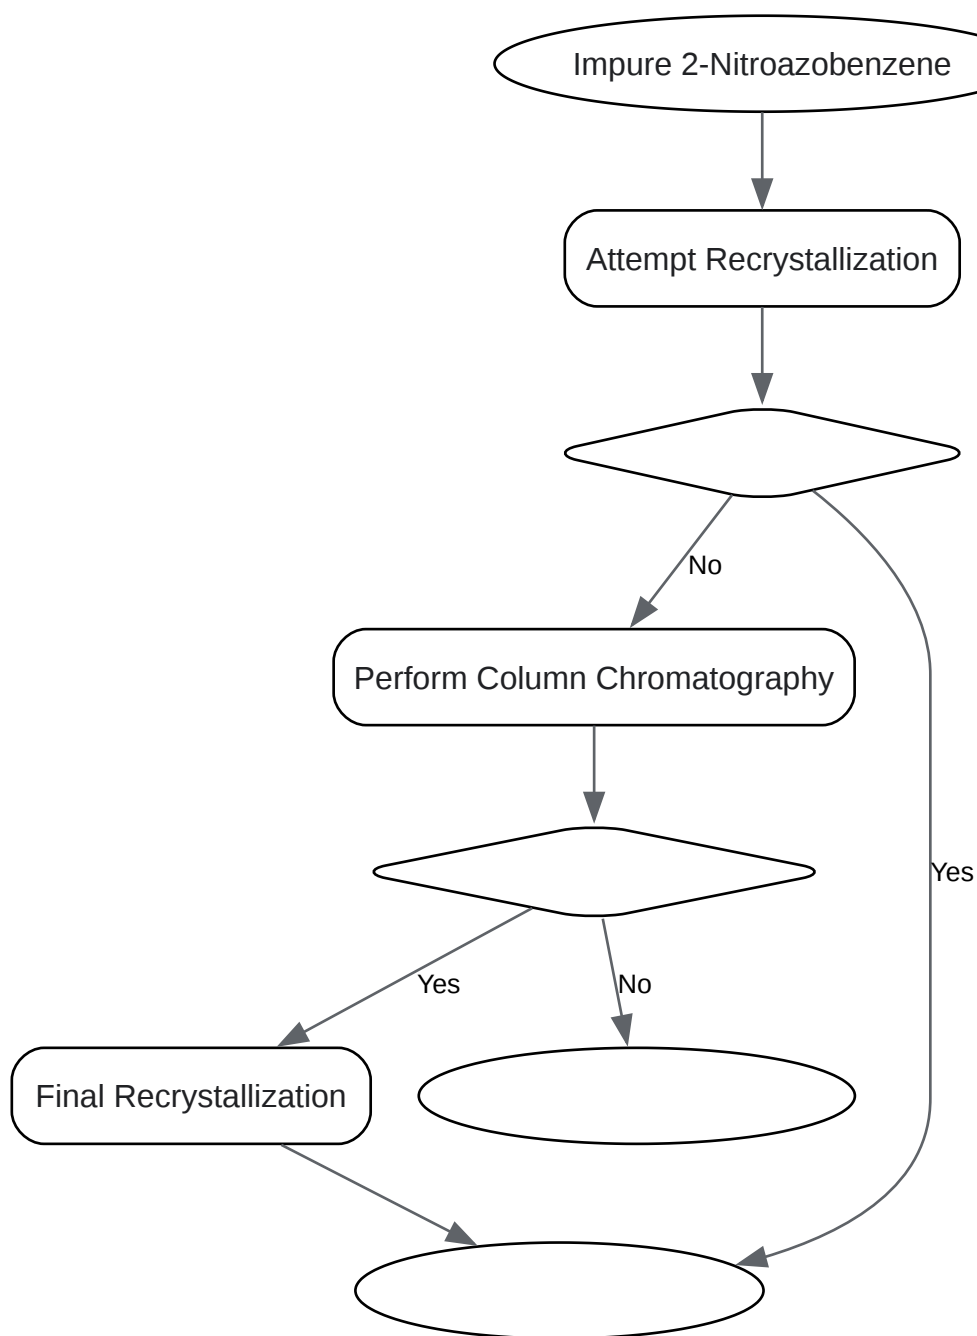 Impure 2-Nitroazobenzene
Attempt Recrystallization
No
Perform Column Chromatography
Yes
Yes
No
Final Recrystallization